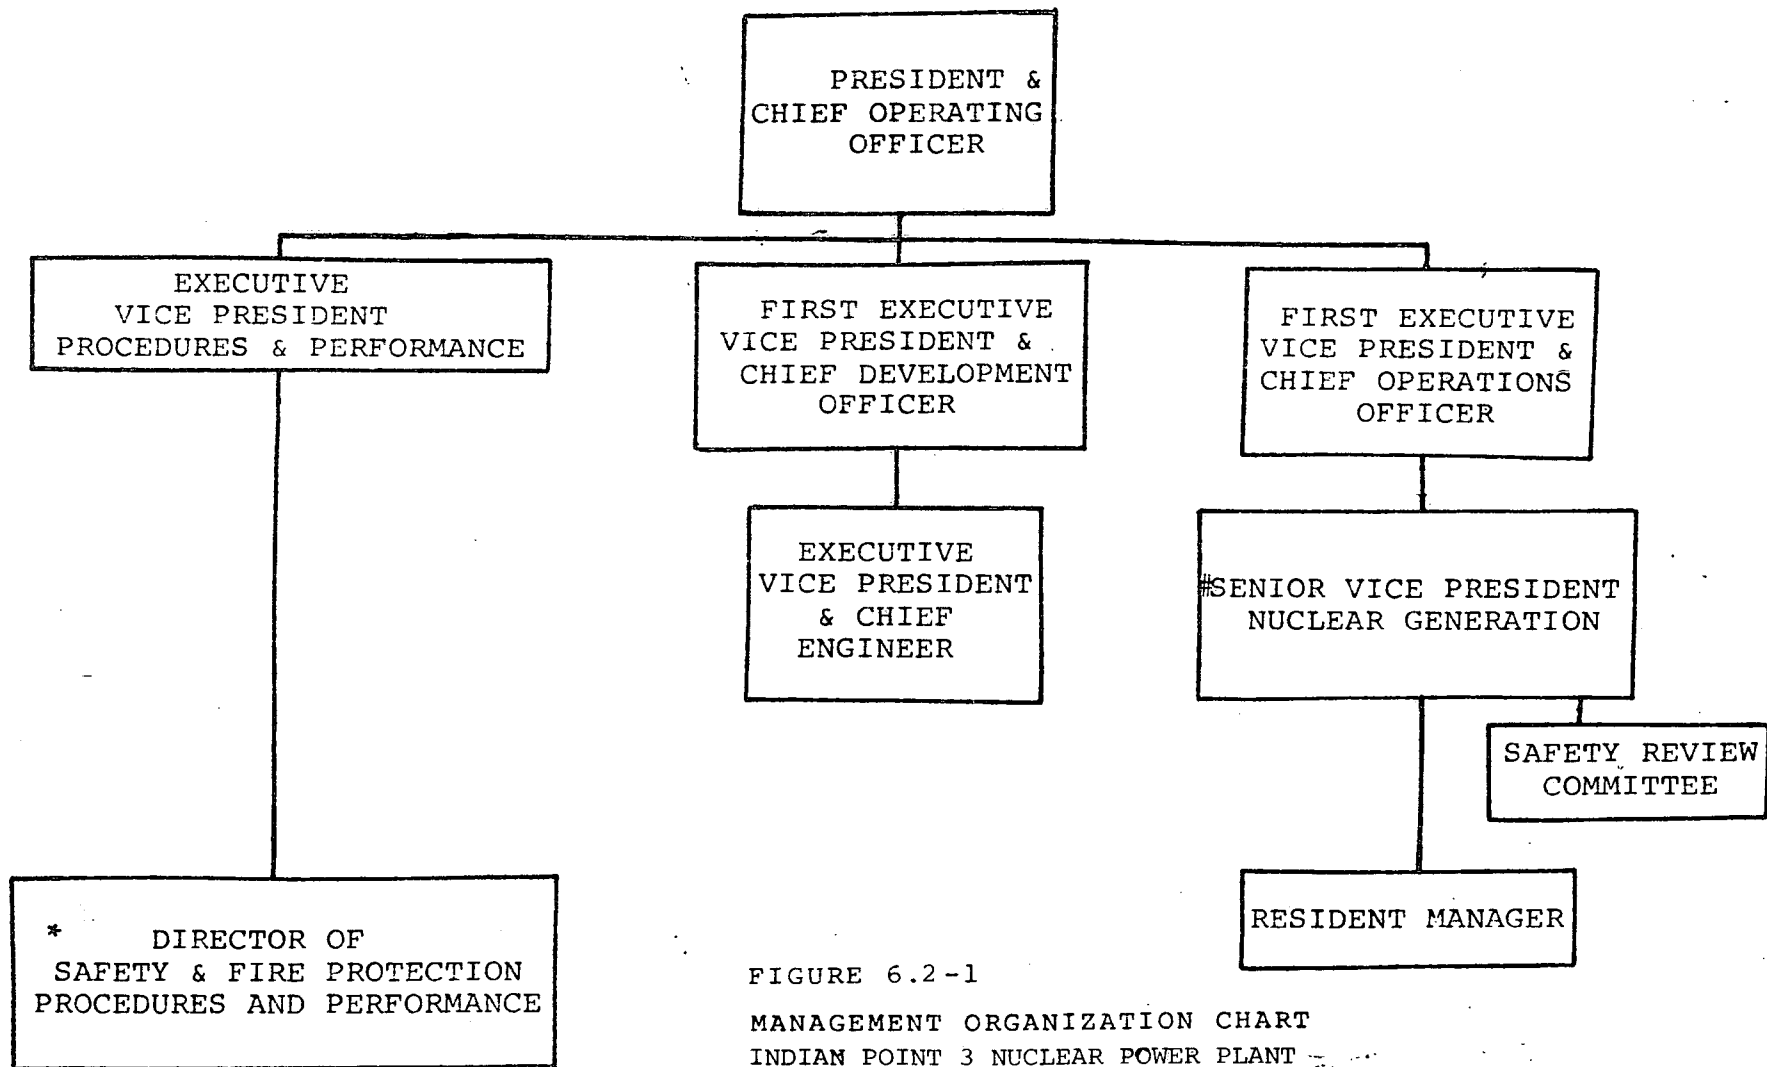 PRESIDENT &
CHIEF OPERATING
OFFICER
EXECUTIVE
VICE PRESIDENT
PROCEDURES & PERFORMANCE
FIRST EXECUTIVE
VICE PRESIDENT &
CHIEF DEVELOPMENT
OFFICER
FIRST EXECUTIVE
VICE PRESIDENT &
CHIEF OPERATIONS
OFFICER
EXECUTIVE
VICE PRESIDENT
& CHIEF
ENGINEER
#SENIOR VICE PRESIDENT
NUCLEAR GENERATION
SAFETY REVIEW
COMMITTEE
RESIDENT MANAGER
* DIRECTOR OF
SAFETY & FIRE PROTECTION
PROCEDURES AND PERFORMANCE
FIGURE 6.2-1
MANAGEMENT ORGANIZATION CHART
INDIAN POINT 3 NUCLEAR POWER PLANT